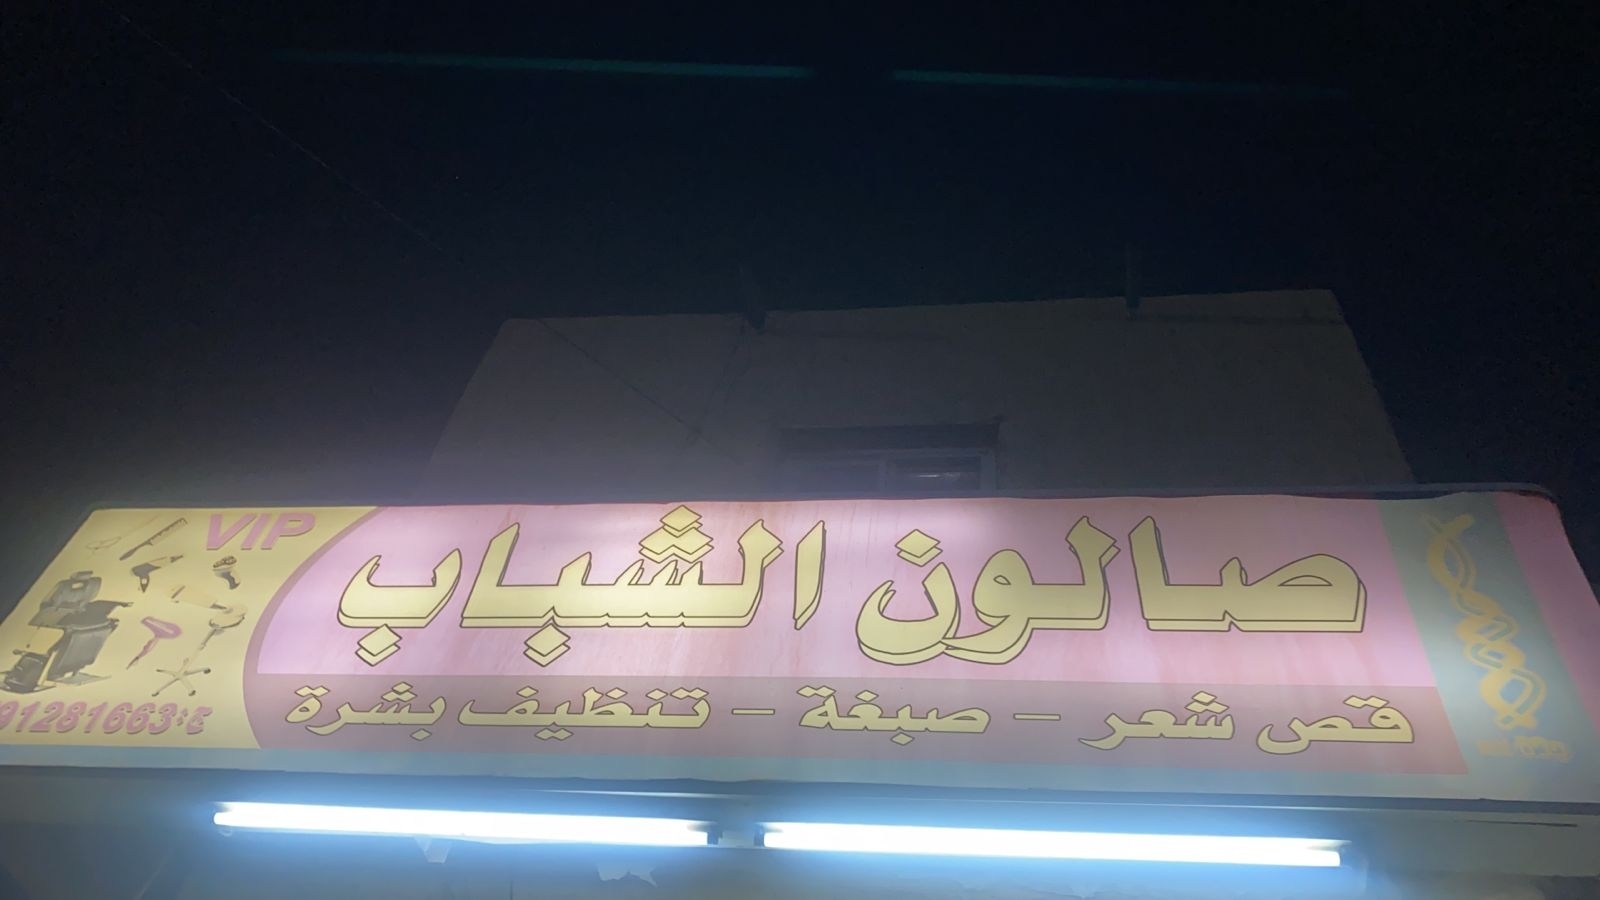 صالون الشباب
قص شعر - صبغة - تنظيف بشرة
VIP